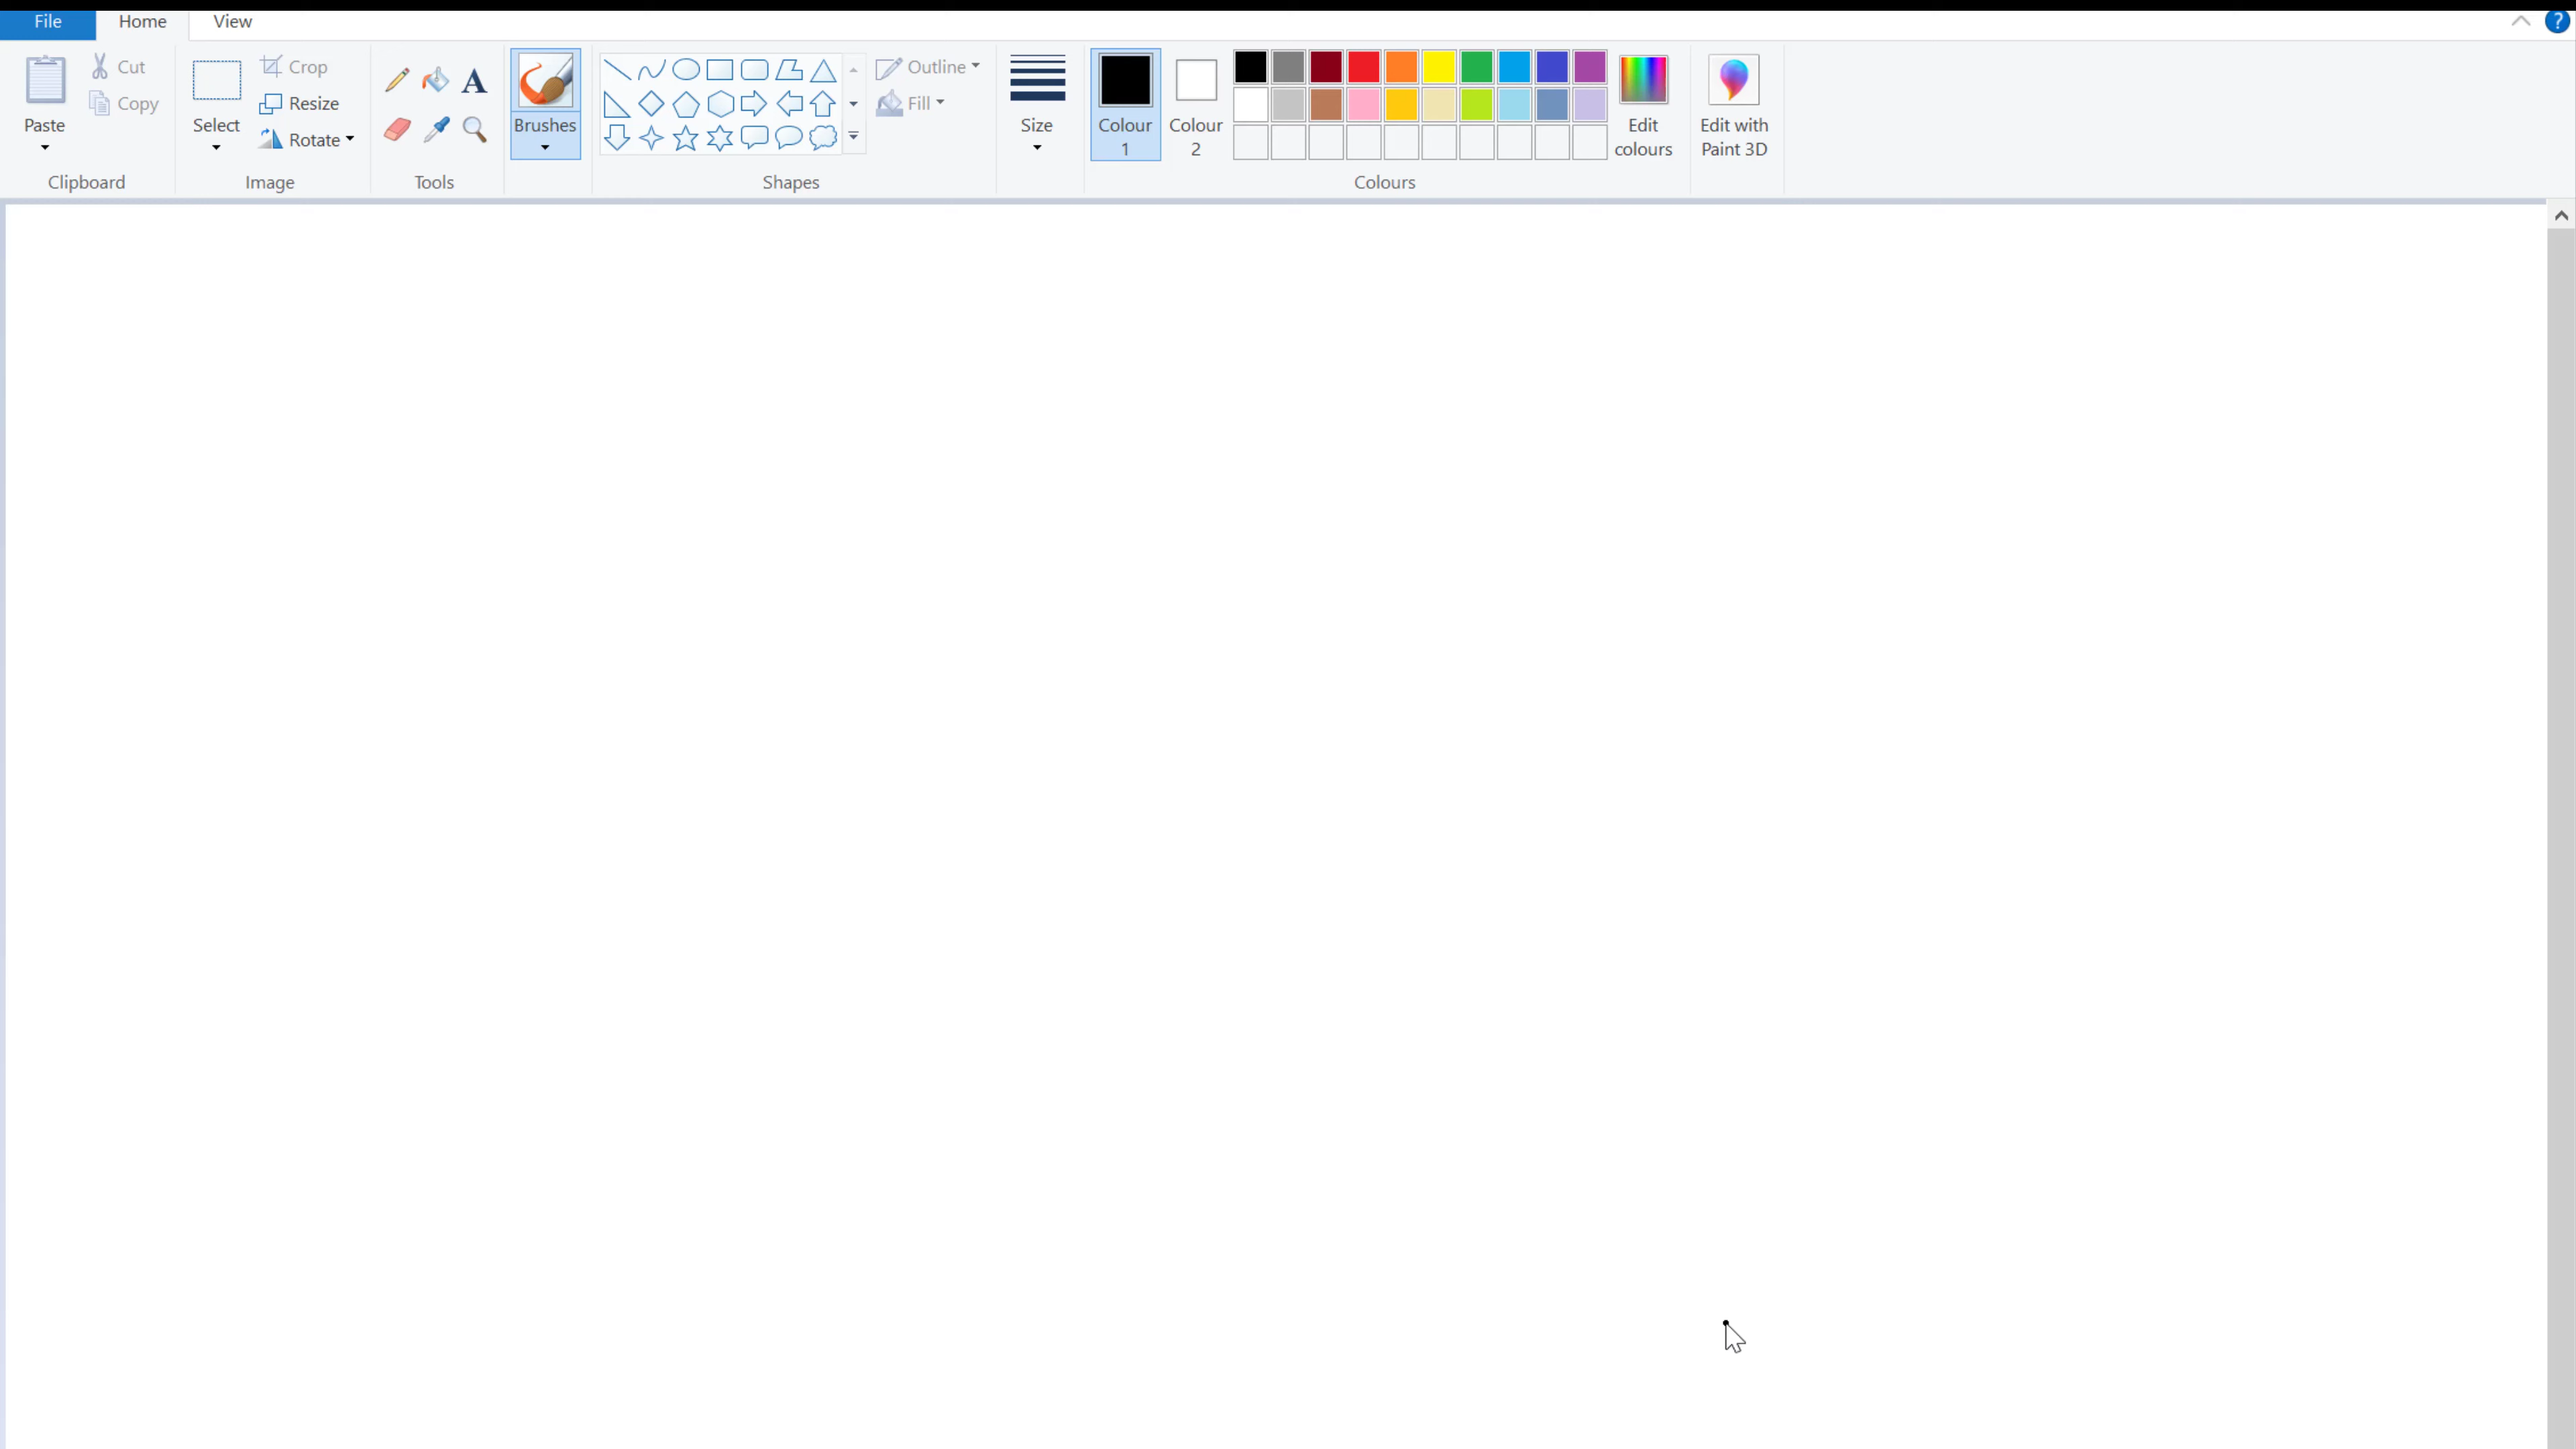 File Home View ?
Cut Crop Outline
Copy Resize Fill
Paste Select Rotate A Brushes Size Colour 1 Colour 2 Edit colours Edit with Paint 3D
Clipboard Image Tools Shapes Colours